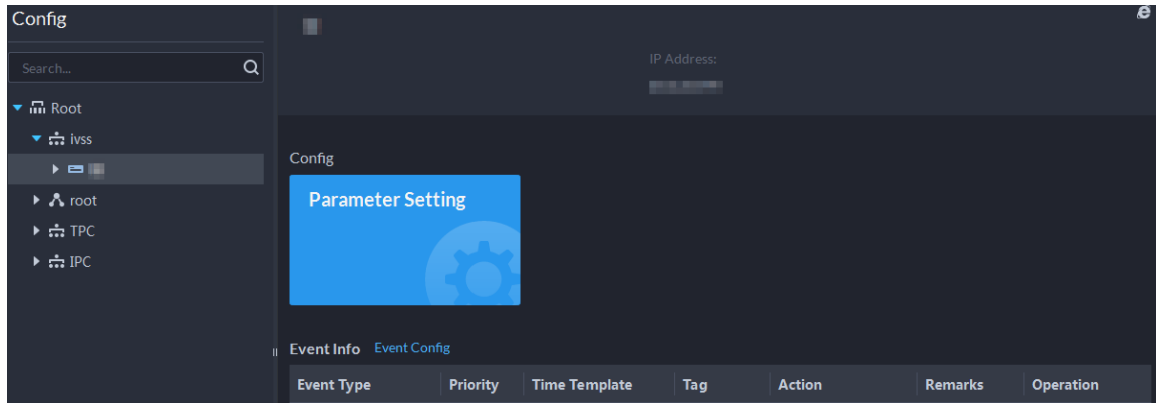 Config
Search...
Root
ivss
root
TPC
IPC
IP Address:
Config
Parameter Setting
Event Info Event Config
Event Type Priority Time Template Tag Action Remarks Operation